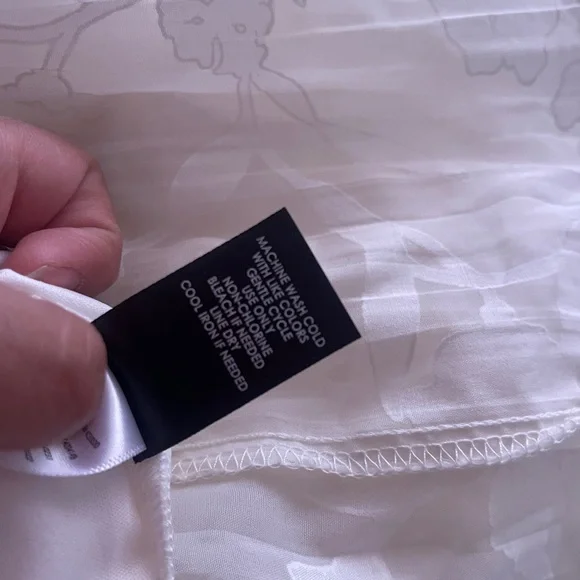 MACHINE WASH COLD
WITH LIKE COLORS
GENTLE CYCLE
USE ONLY
NON-CHLORINE
BLEACH IF NEEDED
LINE DRY
COOL IRON IF NEEDED